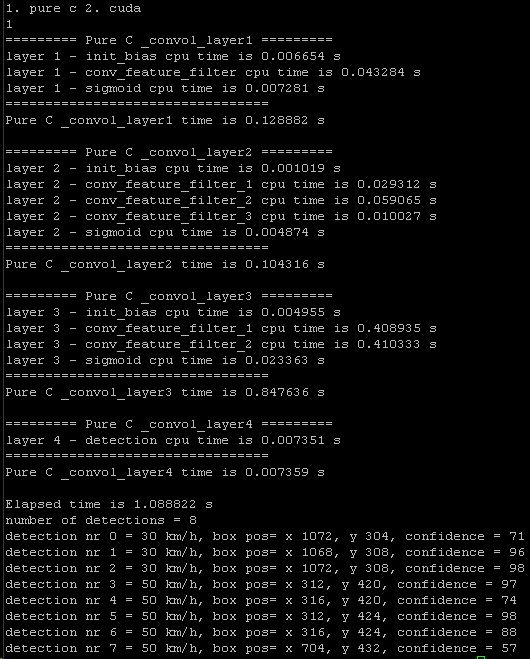 1. pure c 2. cuda
1
========= Pure C _convol_layer1 =========
layer 1 - init_bias cpu time is 0.006654 s
layer 1 - conv_feature_filter cpu time is 0.043284 s
layer 1 - sigmoid cpu time is 0.007281 s
=================================
Pure C _convol_layer1 time is 0.128882 s
========= Pure C _convol_layer2 =========
layer 2 - init_bias cpu time is 0.001019 s
layer 2 - conv_feature_filter_1 cpu time is 0.029312 s
layer 2 - conv_feature_filter_2 cpu time is 0.059065 s
layer 2 - conv_feature_filter_3 cpu time is 0.010027 s
layer 2 - sigmoid cpu time is 0.004874 s
=================================
Pure C _convol_layer2 time is 0.104316 s
========= Pure C _convol_layer3 =========
layer 3 - init_bias cpu time is 0.004955 s
layer 3 - conv_feature_filter_1 cpu time is 0.408935 s
layer 3 - conv_feature_filter_2 cpu time is 0.410333 s
layer 3 - sigmoid cpu time is 0.023363 s
=================================
Pure C _convol_layer3 time is 0.847636 s
========= Pure C _convol_layer4 =========
layer 4 - detection cpu time is 0.007351 s
=================================
Pure C _convol_layer4 time is 0.007359 s
Elapsed time is 1.088822 s
number of detections = 8
detection nr 0 = 30 km/h, box pos= x 1072, y 304, confidence = 71
detection nr 1 = 30 km/h, box pos= x 1068, y 308, confidence = 96
detection nr 2 = 30 km/h, box pos= x 1072, y 308, confidence = 98
detection nr 3 = 50 km/h, box pos= x 312, y 420, confidence = 97
detection nr 4 = 50 km/h, box pos= x 316, y 420, confidence = 74
detection nr 5 = 50 km/h, box pos= x 312, y 424, confidence = 98
detection nr 6 = 50 km/h, box pos= x 316, y 424, confidence = 88
detection nr 7 = 50 km/h, box pos= x 704, y 432, confidence = 57